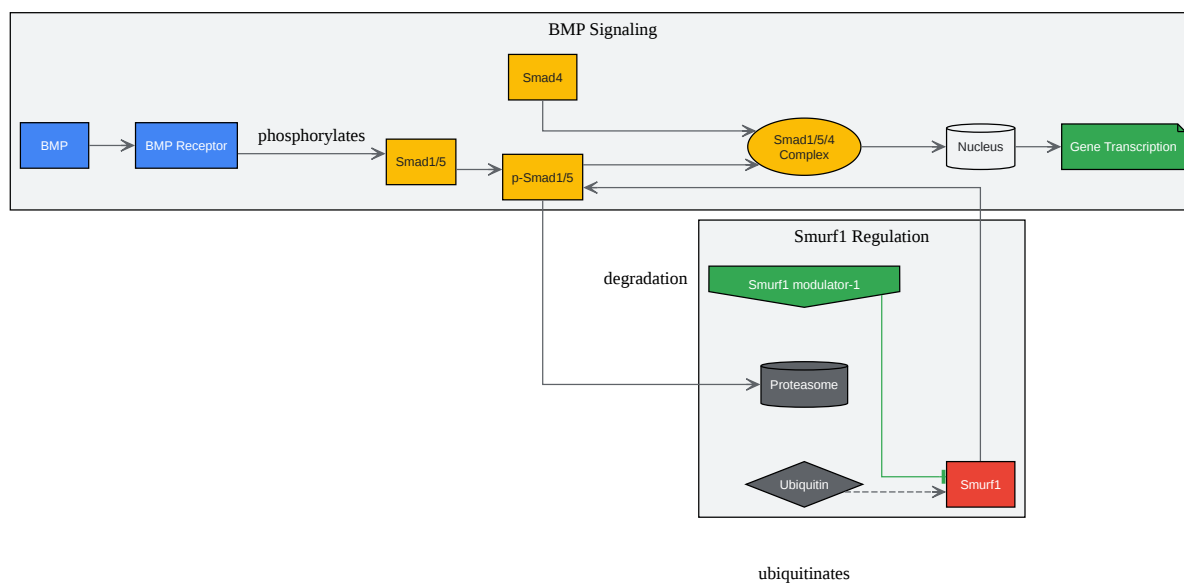 BMP Signaling
Smad4
BMP
BMP Receptor
phosphorylates
Smad1/5
p-Smad1/5
Smad1/5/4
Complex
Nucleus
Gene Transcription
Smurf1 Regulation
degradation
Smurf1 modulator-1
Proteasome
Ubiquitin
Smurf1
ubiquitinates